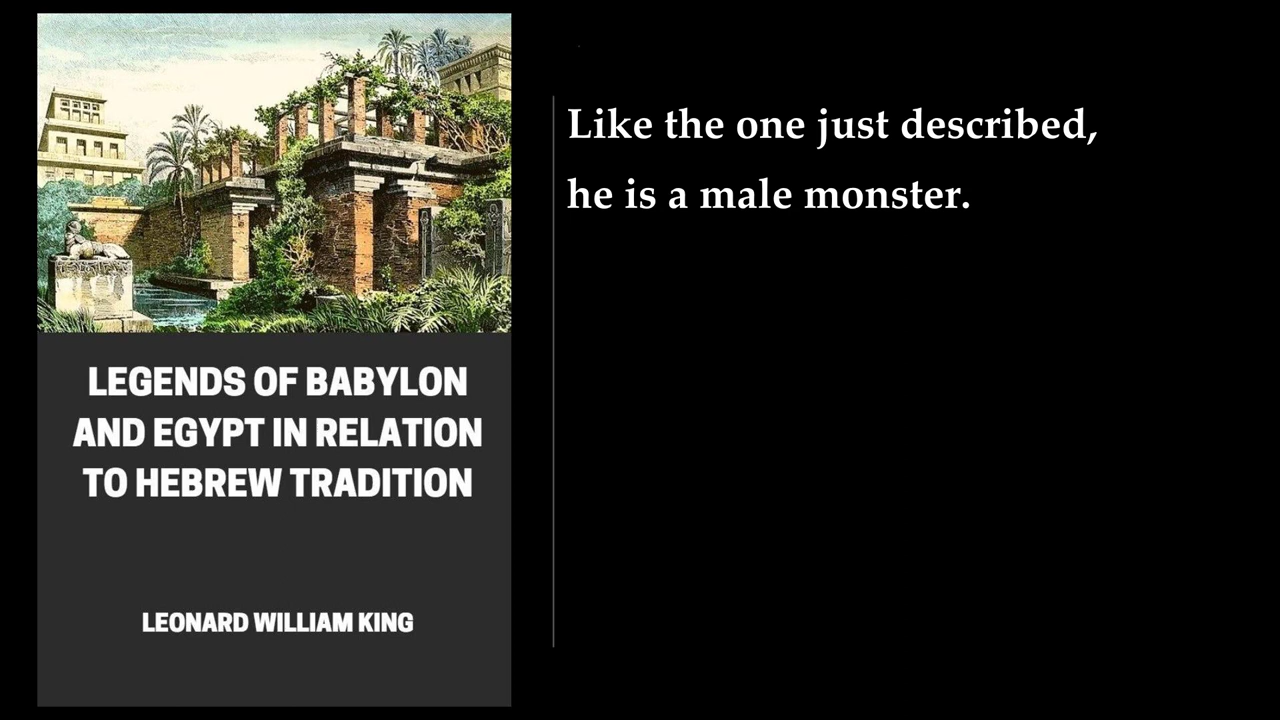 LEGENDS OF BABYLON
AND EGYPT IN RELATION
TO HEBREW TRADITION
LEONARD WILLIAM KING
Like the one just described,
he is a male monster.